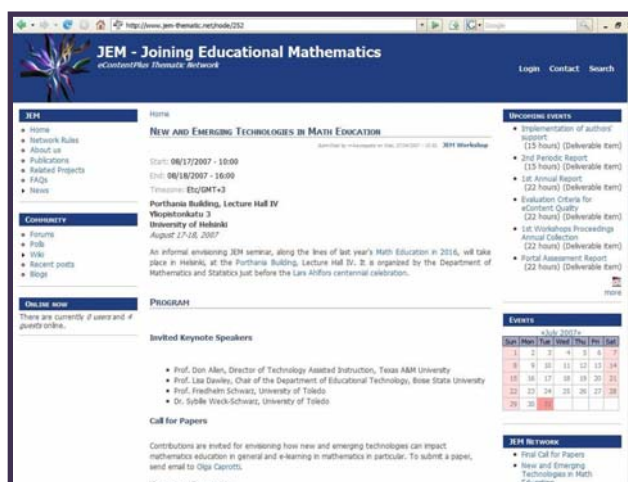 http://www.jem-thematic.net/node/252
JEM - Joining Educational Mathematics
eContentPlus Thematic Network
Login Contact Search
JEM
Home
Network Rules
About us
Publications
Related Projects
FAQs
News
COMMUNITY
Forums
Polls
Wiki
Recent posts
Blogs
ONLINE NOW
There are currently 0 users and 4
guests online.
Home
NEW AND EMERGING TECHNOLOGIES IN MATH EDUCATION
JEM Workshop
Start: 08/17/2007 - 10:00
End: 08/18/2007 - 16:00
Timezone: Etc/GMT+3
Porthania Building, Lecture Hall IV
Yliopistonkatu 3
University of Helsinki
August 17-18, 2007
An informal envisioning JEM seminar, along the lines of last year's Math Education in 2016, will take
place in Helsinki, at the Porthania Building, Lecture Hall IV. It is organized by the Department of
Mathematics and Statistics just before the Lars Ahlfors centennial celebration.
PROGRAM
Invited Keynote Speakers
Prof. Don Allen, Director of Technology Assisted Instruction, Texas A&M University
Prof. Lisa Dawley, Chair of the Department of Educational Technology, Boise State University
Prof. Friedhelm Schwarz, University of Toledo
Dr. Sybille Weck-Schwarz, University of Toledo
Call for Papers
Contributions are invited for envisioning how new and emerging technologies can impact
mathematics education in general and e-learning in mathematics in particular. To submit a paper,
send email to Olga Caprotti.
UPCOMING EVENTS
Implementation of authors'
support
(15 hours) (Deliverable item)
2nd Periodic Report
(15 hours) (Deliverable item)
1st Annual Report
(22 hours) (Deliverable item)
Evaluation Criteria for
eContent Quality
(22 hours) (Deliverable item)
1st Workshops Proceedings
Annual Collection
(22 hours) (Deliverable item)
Portal Assessment Report
(22 hours) (Deliverable item)
more
EVENTS
«July 2007»
Sun Mon Tue Wed Thu Fri Sat
1 2 3 4 5 6 7
8 9 10 11 12 13 14
15 16 17 18 19 20 21
22 23 24 25 26 27 28
29 30 31
JEM NETWORK
Final Call for Papers
New and Emerging
Technologies in Math